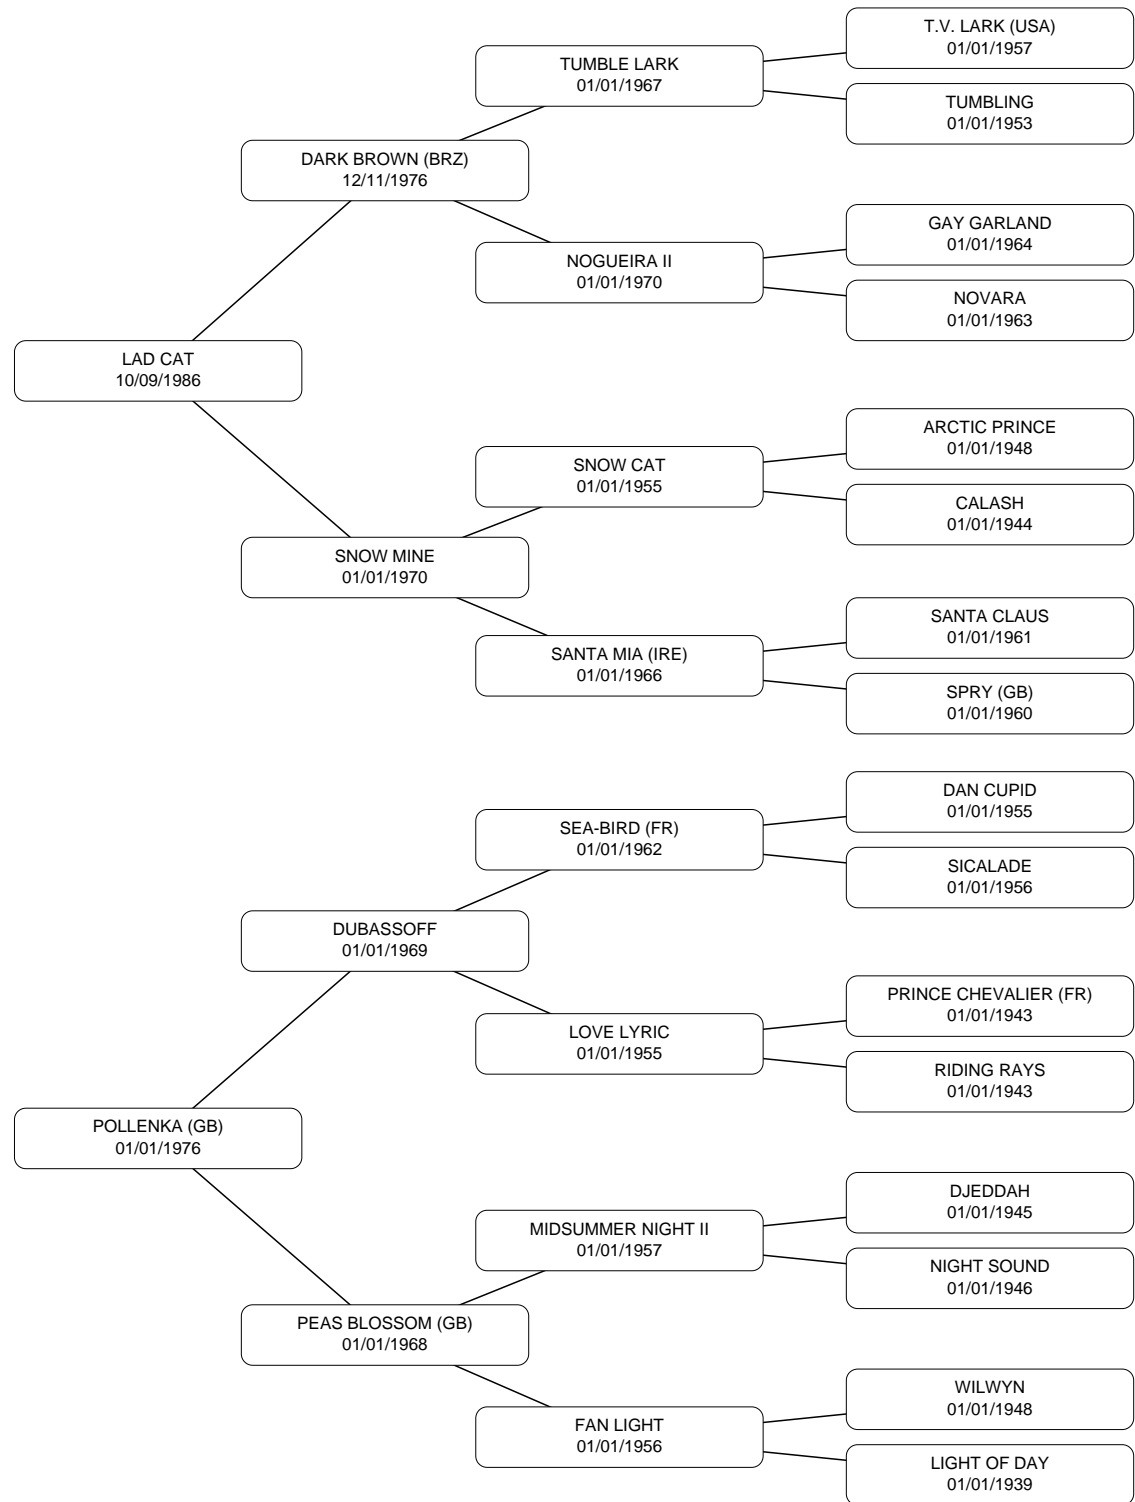 T.V. LARK (USA)
01/01/1957
TUMBLE LARK
01/01/1967
TUMBLING
01/01/1953
DARK BROWN (BRZ)
12/11/1976
GAY GARLAND
01/01/1964
NOGUEIRA II
01/01/1970
NOVARA
01/01/1963
LAD CAT
10/09/1986
ARCTIC PRINCE
01/01/1948
SNOW CAT
01/01/1955
CALASH
01/01/1944
SNOW MINE
01/01/1970
SANTA CLAUS
01/01/1961
SANTA MIA (IRE)
01/01/1966
SPRY (GB)
01/01/1960
DAN CUPID
01/01/1955
SEA-BIRD (FR)
01/01/1962
SICALADE
01/01/1956
DUBASSOFF
01/01/1969
PRINCE CHEVALIER (FR)
01/01/1943
LOVE LYRIC
01/01/1955
RIDING RAYS
01/01/1943
POLLENKA (GB)
01/01/1976
DJEDDAH
01/01/1945
MIDSUMMER NIGHT II
01/01/1957
NIGHT SOUND
01/01/1946
PEAS BLOSSOM (GB)
01/01/1968
WILWYN
01/01/1948
FAN LIGHT
01/01/1956
LIGHT OF DAY
01/01/1939